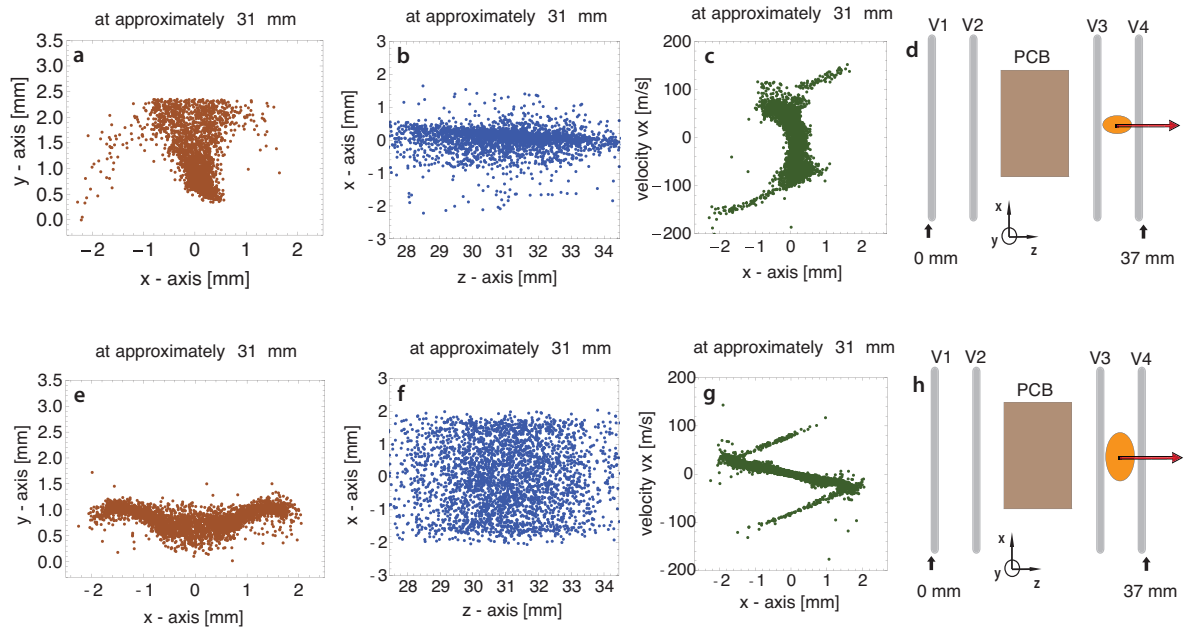 at approximately 31 mm
at approximately 31 mm
at approximately 31 mm
a
3.5
3.0
2.5
2.0
1.5
1.0
0.5
0.0
y - axis [mm]
−2 −1 0 1 2
x - axis [mm]
b
3
2
1
0
- 1
- 2
- 3
x - axis [mm]
28 29 30 31 32 33 34
z - axis [mm]
c
200
100
0
−100
−200
velocity vx [m/s]
−2 −1 0 1 2
x - axis [mm]
d
V1 V2 V3 V4
PCB
x
y z
0 mm 37 mm
at approximately 31 mm
at approximately 31 mm
at approximately 31 mm
e
3.5
3.0
2.5
2.0
1.5
1.0
0.5
0.0
y - axis [mm]
- 2 - 1 0 1 2
x - axis [mm]
f
3
2
1
0
- 1
- 2
- 3
x - axis [mm]
28 29 30 31 32 33 34
z - axis [mm]
g
200
100
0
- 100
- 200
velocity vx [m/s]
- 2 - 1 0 1 2
x - axis [mm]
h
V1 V2 V3 V4
PCB
x
y z
0 mm 37 mm